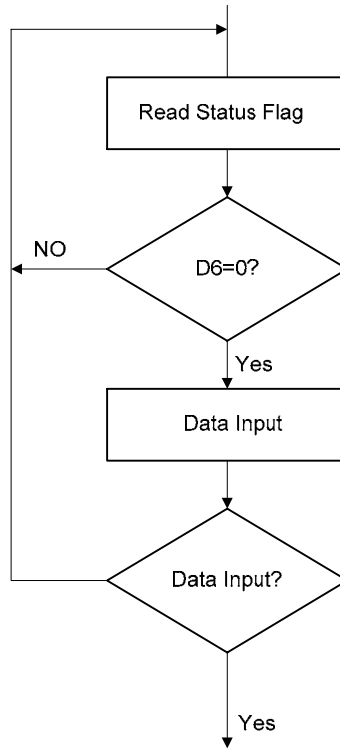 Read Status Flag
NO
D6=0?
Yes
Data Input
Data Input?
Yes